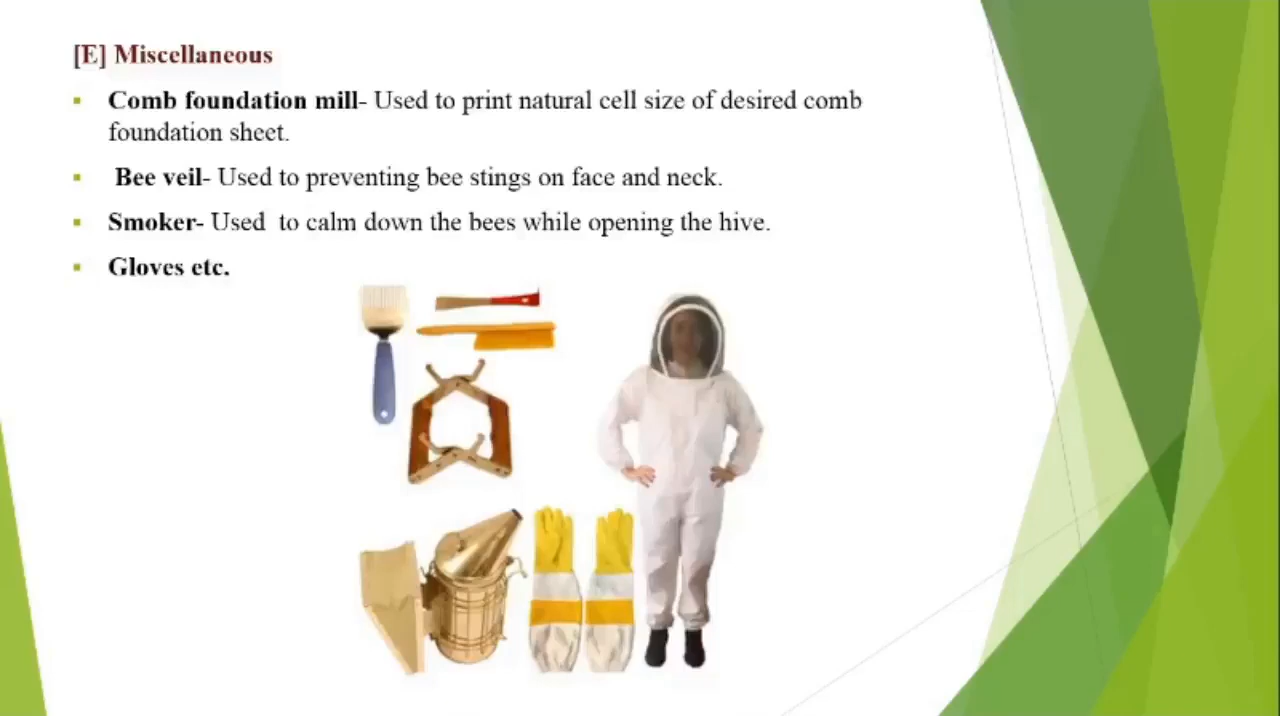 [E] Miscellaneous
Comb foundation mill- Used to print natural cell size of desired comb
foundation sheet.
Bee veil- Used to preventing bee stings on face and neck.
Smoker- Used  to calm down the bees while opening the hive.
Gloves etc.